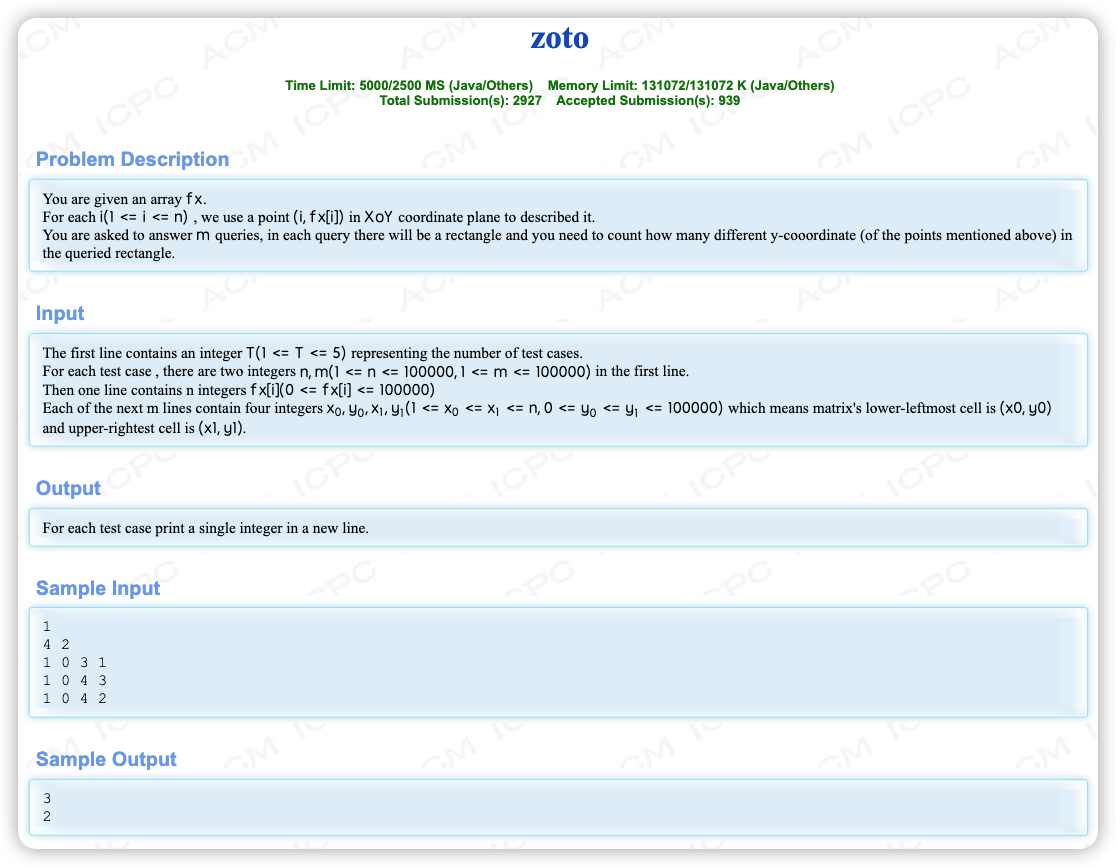 zoto
Time Limit: 5000/2500 MS (Java/Others)    Memory Limit: 131072/131072 K (Java/Others)
Total Submission(s): 2927    Accepted Submission(s): 939
Problem Description
You are given an array fx.
For each i(1 <= i <= n) , we use a point (i, fx[i]) in XoY coordinate plane to described it.
You are asked to answer m queries, in each query there will be a rectangle and you need to count how many different y-cooordinate (of the points mentioned above) in
the queried rectangle.
Input
The first line contains an integer T(1 <= T <= 5) representing the number of test cases.
For each test case , there are two integers n, m(1 <= n <= 100000, 1 <= m <= 100000) in the first line.
Then one line contains n integers fx[i](0 <= fx[i] <= 100000)
Each of the next m lines contain four integers x₀, y₀, x₁, y₁(1 <= x₀ <= x₁ <= n, 0 <= y₀ <= y₁ <= 100000) which means matrix's lower-leftmost cell is (x0, y0)
and upper-rightest cell is (x1, y1).
Output
For each test case print a single integer in a new line.
Sample Input
1
4 2
1 0 3 1
1 0 4 3
1 0 4 2
Sample Output
3
2